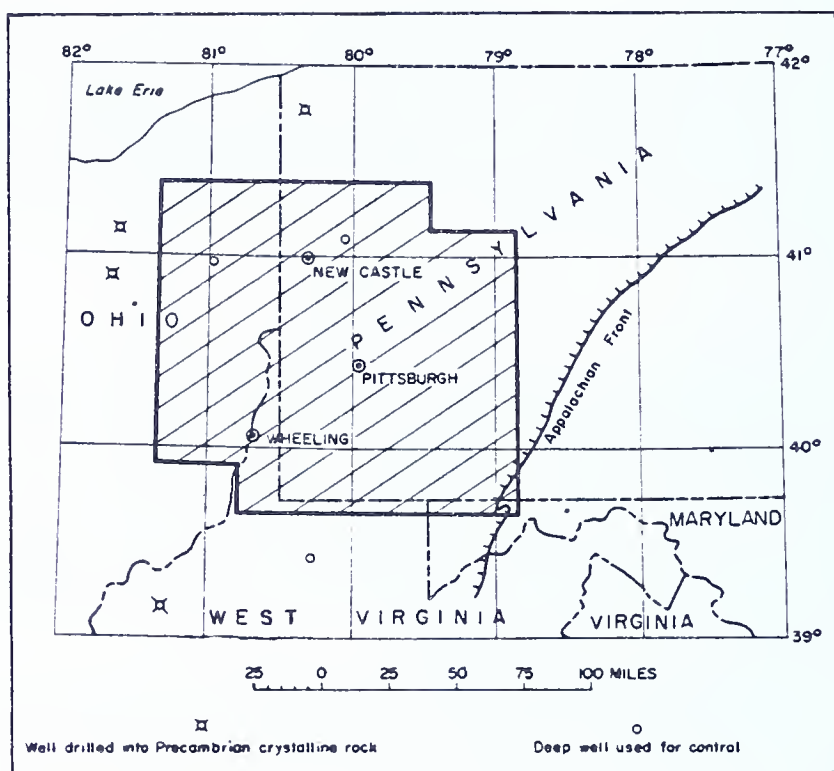 82° 81° 80° 79° 78° 77°
42°
Lake Erie
PENNSYLVANIA
41°
NEW CASTLE
OHIO
Appalachian Front
PITTSBURGH
WHEELING
40°
MARYLAND
WEST VIRGINIA
VIRGINIA
39°
25 0 25 50 75 100 MILES
Well drilled into Precambrian crystalline rock
Deep well used for control